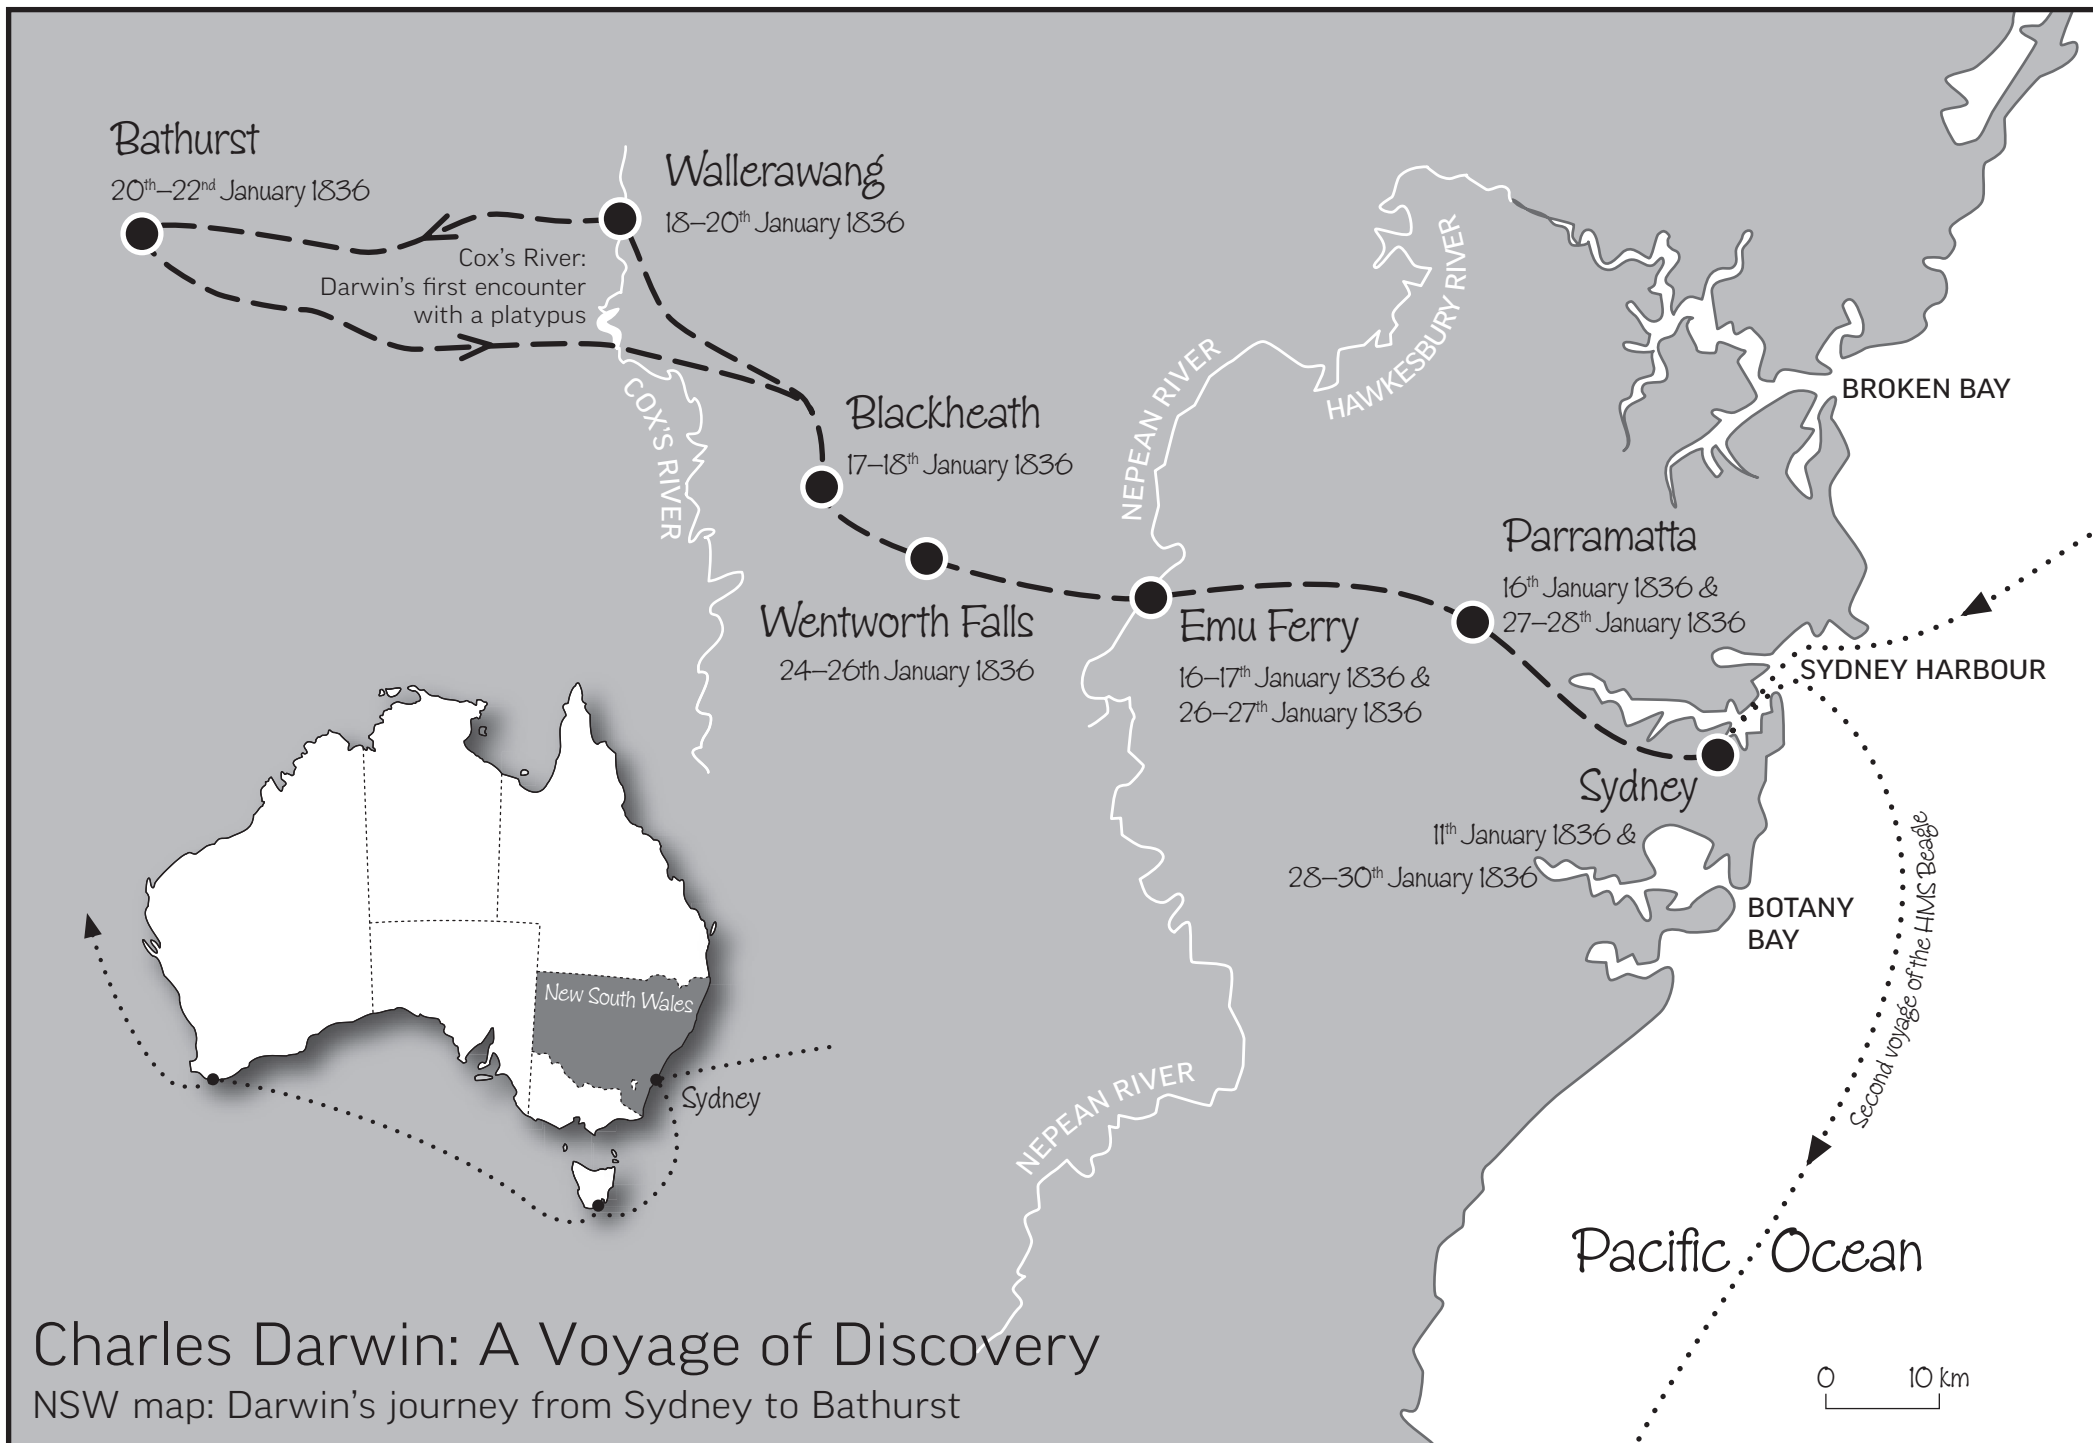 Bathurst
20th–22nd January 1836
Wallerawang
18–20th January 1836
Cox's River:
Darwin's first encounter
with a platypus
COX'S RIVER
Blackheath
17–18th January 1836
NEPEAN RIVER
HAWKESBURY RIVER
BROKEN BAY
Wentworth Falls
24–26th January 1836
Emu Ferry
16–17th January 1836 &
26–27th January 1836
Parramatta
16th January 1836 &
27–28th January 1836
SYDNEY HARBOUR
Sydney
11th January 1836 &
28–30th January 1836
BOTANY
BAY
Second voyage of the HMS Beagle
New South Wales
Sydney
NEPEAN RIVER
Pacific Ocean
0 10 km
Charles Darwin: A Voyage of Discovery
NSW map: Darwin's journey from Sydney to Bathurst